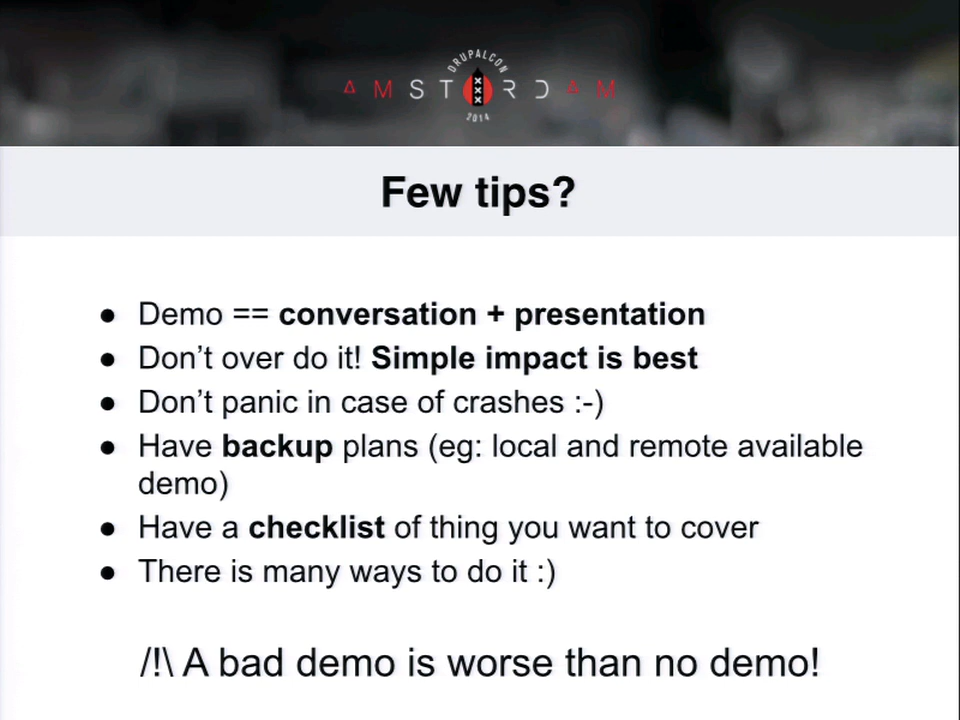 DRUPALCON
AMSTERDAM
2014
Few tips?
● Demo == conversation + presentation
● Don’t over do it! Simple impact is best
● Don’t panic in case of crashes :-)
● Have backup plans (eg: local and remote available
demo)
● Have a checklist of thing you want to cover
● There is many ways to do it :)
/!\ A bad demo is worse than no demo!